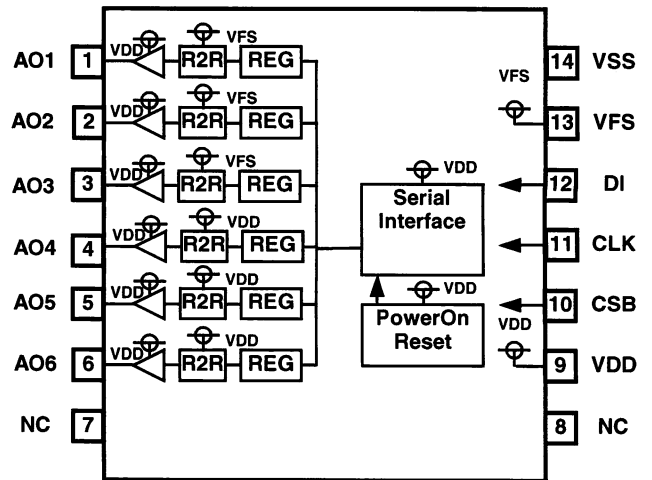 VDD VFS
AO1 1 R2R REG 14 VSS
VFS
VDD VFS
AO2 2 R2R REG 13 VFS
VDD VFS VDD
AO3 3 R2R REG Serial Interface 12 DI
VDD VDD
AO4 4 R2R REG 11 CLK
VDD VDD VDD
AO5 5 R2R REG PowerOn Reset 10 CSB
VDD
VDD VDD
AO6 6 R2R REG 9 VDD
NC 7 8 NC